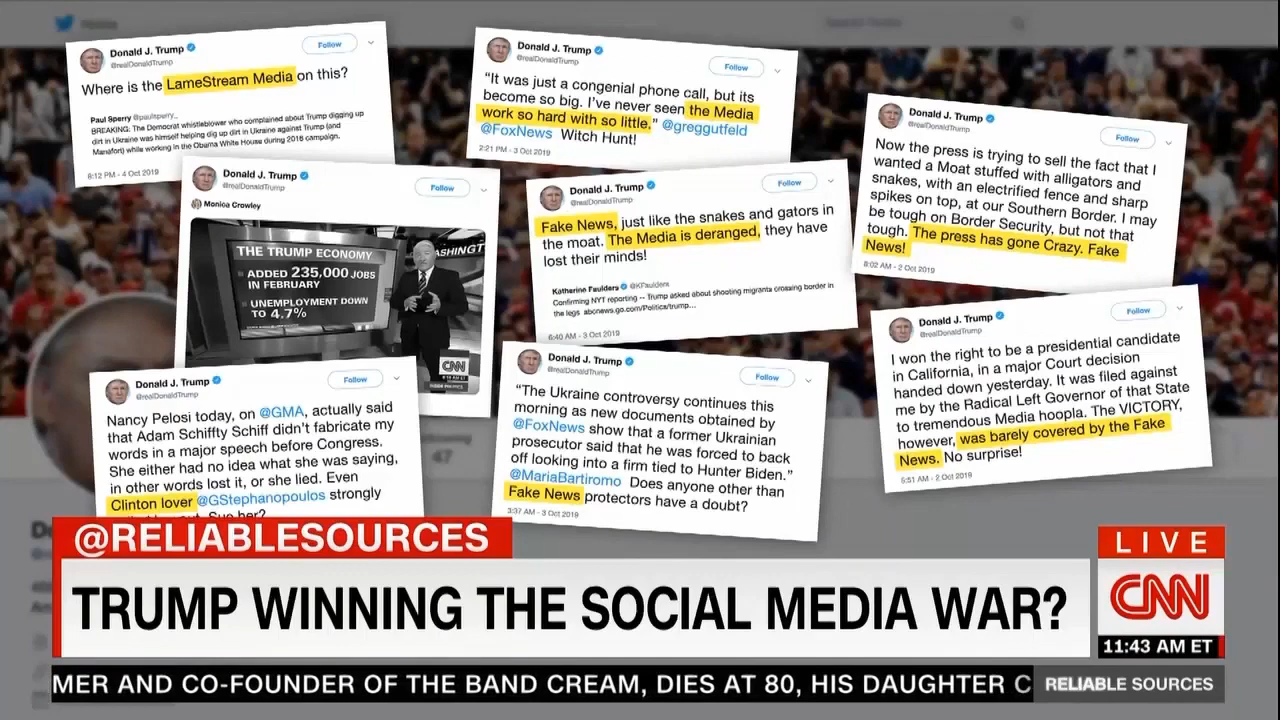 Donald J. Trump
@realDonaldTrump
Follow
Where is the LameStream Media on this?
Paul Sperry @paulsperry_
BREAKING: The Democrat whistleblower who complained about Trump digging up
dirt in Ukraine was himself helping dig up dirt in Ukraine against Trump (and
Manafort) while working in the Obama White House during 2016 campaign.
8:12 PM - 4 Oct 2019
Donald J. Trump
@realDonaldTrump
Follow
“It was just a congenial phone call, but its
become so big. I’ve never seen the Media
work so hard with so little.” @greggutfeld
@FoxNews Witch Hunt!
2:21 PM - 3 Oct 2019
Donald J. Trump
@realDonaldTrump
Follow
Now the press is trying to sell the fact that I
wanted a Moat stuffed with alligators and
snakes, with an electrified fence and sharp
spikes on top, at our Southern Border. I may
be tough on Border Security, but not that
tough. The press has gone Crazy. Fake
News!
8:02 AM - 2 Oct 2019
Donald J. Trump
@realDonaldTrump
Follow
Monica Crowley
THE TRUMP ECONOMY
ADDED 235,000 JOBS
IN FEBRUARY
UNEMPLOYMENT DOWN
TO 4.7%
ASHINGT
CNN
INSIDE POLITICS
Donald J. Trump
@realDonaldTrump
Follow
Fake News, just like the snakes and gators in
the moat. The Media is deranged, they have
lost their minds!
Katherine Faulders @KFaulders
Confirming NYT reporting -- Trump asked about shooting migrants crossing border in
the legs abcnews.go.com/Politics/trump...
6:40 AM - 3 Oct 2019
Donald J. Trump
@realDonaldTrump
Follow
I won the right to be a presidential candidate
in California, in a major Court decision
handed down yesterday. It was filed against
me by the Radical Left Governor of that State
to tremendous Media hoopla. The VICTORY,
however, was barely covered by the Fake
News. No surprise!
5:51 AM - 2 Oct 2019
Donald J. Trump
@realDonaldTrump
Follow
Nancy Pelosi today, on @GMA, actually said
that Adam Schiffty Schiff didn’t fabricate my
words in a major speech before Congress.
She either had no idea what she was saying,
in other words lost it, or she lied. Even
Clinton lover @GStephanopoulos strongly
Donald J. Trump
@realDonaldTrump
Follow
“The Ukraine controversy continues this
morning as new documents obtained by
@FoxNews show that a former Ukrainian
prosecutor said that he was forced to back
off looking into a firm tied to Hunter Biden.”
@MariaBartiromo Does anyone other than
Fake News protectors have a doubt?
3:37 AM - 3 Oct 2019
47
@RELIABLESOURCES
TRUMP WINNING THE SOCIAL MEDIA WAR?
LIVE
CNN
11:43 AM ET
MER AND CO-FOUNDER OF THE BAND CREAM, DIES AT 80, HIS DAUGHTER C
RELIABLE SOURCES